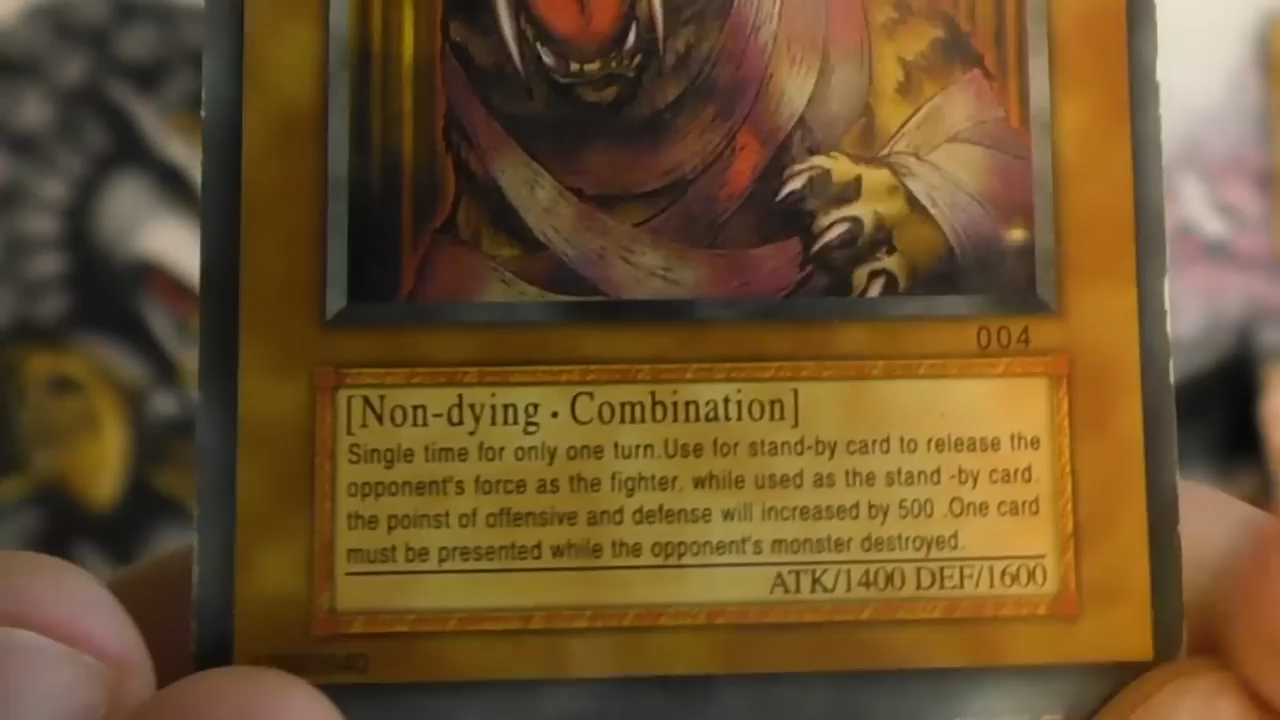 004
[Non-dying · Combination]
Single time for only one turn.Use for stand-by card to release the
opponent's force as the fighter, while used as the stand -by card,
the poinst of offensive and defense will increased by 500 .One card
must be presented while the opponent's monster destroyed.
ATK/1400 DEF/1600